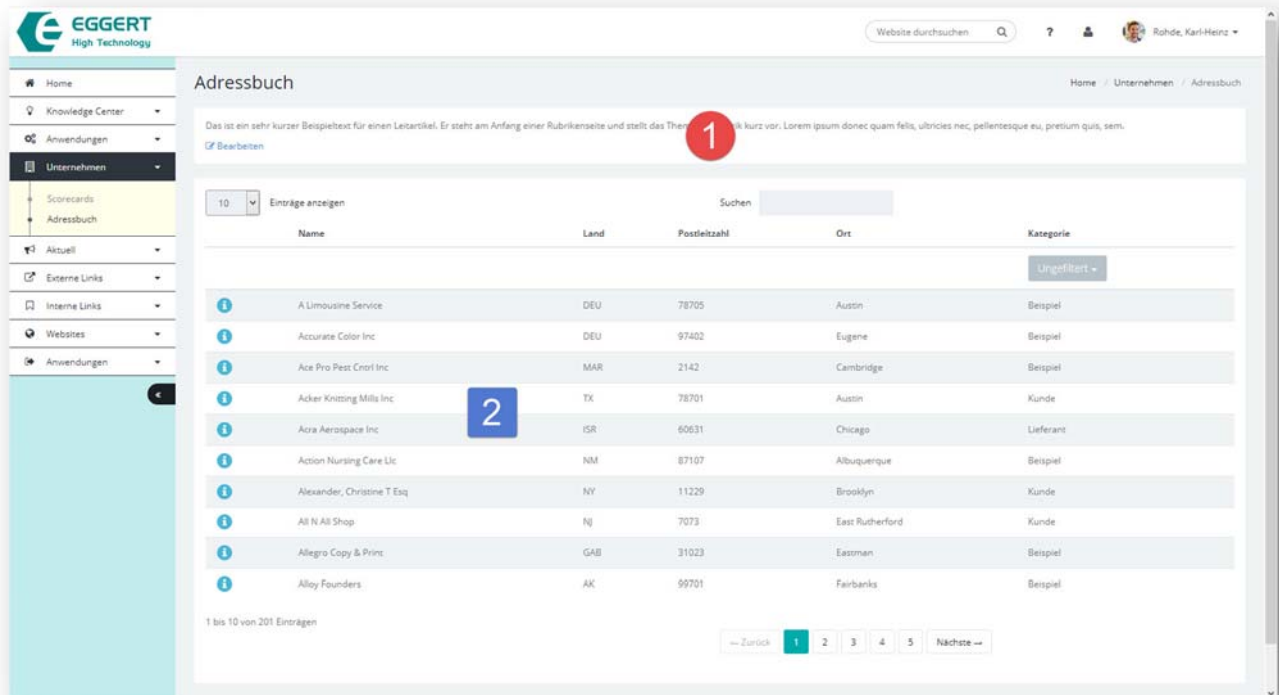 EGGERT
High Technology
Website durchsuchen
?
Rohde, Karl-Heinz
Home
Knowledge Center
Anwendungen
Unternehmen
Scorecards
Adressbuch
Aktuell
Externe Links
Interne Links
Websites
Anwendungen
«
Adressbuch
Home / Unternehmen / Adressbuch
Das ist ein sehr kurzer Beispieltext für einen Leitartikel. Er steht am Anfang einer Rubrikenseite und stellt das kurz vor. Lorem ipsum donec quam felis, ultricies nec, pellentesque eu, pretium quis, sem.
1
Bearbeiten
10 Einträge anzeigen Suchen
Name Land Postleitzahl Ort Kategorie
Ungefiltert
A Limousine Service DEU 78705 Austin Beispiel
Accurate Color Inc DEU 97402 Eugene Beispiel
Ace Pro Pest Cntrl Inc MAR 2142 Cambridge Beispiel
Acker Knitting Mills Inc TX 78701 Austin Kunde
2
Acra Aerospace Inc ISR 60631 Chicago Lieferant
Action Nursing Care Llc NM 87107 Albuquerque Beispiel
Alexander, Christine T Esq NY 11229 Brooklyn Kunde
All N All Shop NJ 7073 East Rutherford Kunde
Allegro Copy & Print GAB 31023 Eastman Beispiel
Alloy Founders AK 99701 Fairbanks Beispiel
1 bis 10 von 201 Einträgen
← Zurück 1 2 3 4 5 Nächste →